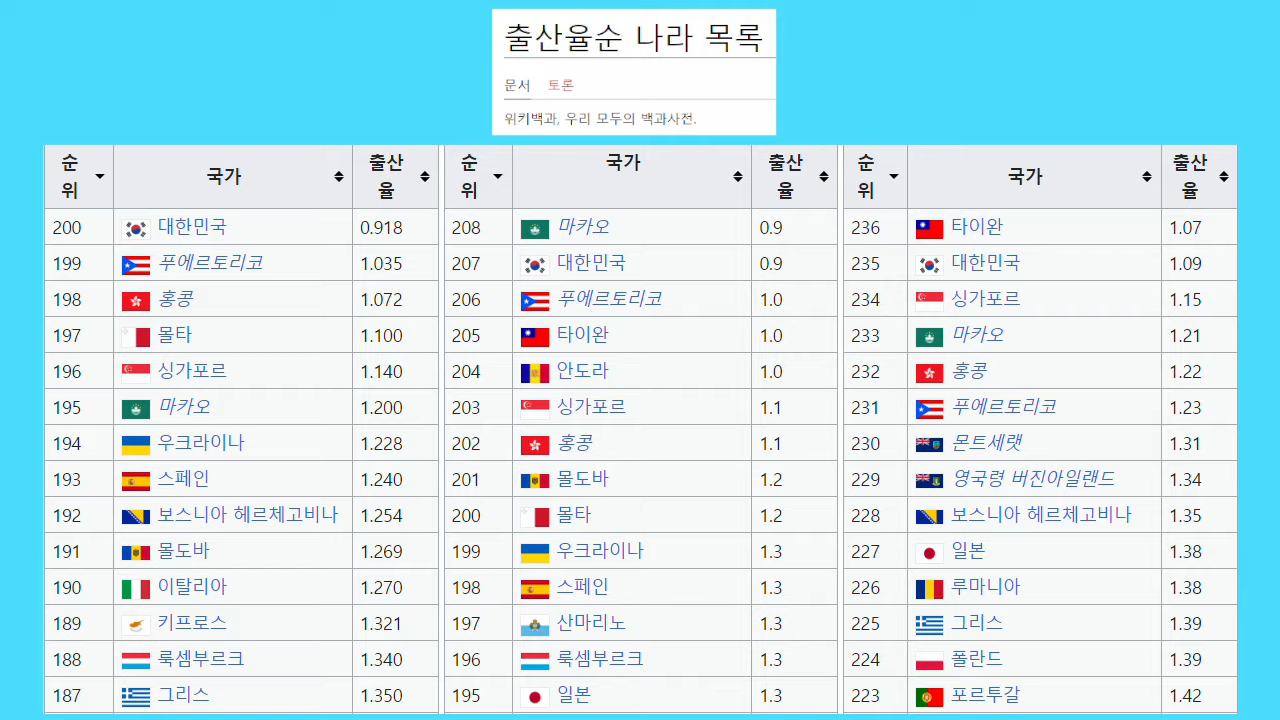 출산율순 나라 목록
문서 토론
위키백과, 우리 모두의 백과사전.
순위 국가 출산율
200 대한민국 0.918
199 푸에르토리코 1.035
198 홍콩 1.072
197 몰타 1.100
196 싱가포르 1.140
195 마카오 1.200
194 우크라이나 1.228
193 스페인 1.240
192 보스니아 헤르체고비나 1.254
191 몰도바 1.269
190 이탈리아 1.270
189 키프로스 1.321
188 룩셈부르크 1.340
187 그리스 1.350
순위 국가 출산율
208 마카오 0.9
207 대한민국 0.9
206 푸에르토리코 1.0
205 타이완 1.0
204 안도라 1.0
203 싱가포르 1.1
202 홍콩 1.1
201 몰도바 1.2
200 몰타 1.2
199 우크라이나 1.3
198 스페인 1.3
197 산마리노 1.3
196 룩셈부르크 1.3
195 일본 1.3
순위 국가 출산율
236 타이완 1.07
235 대한민국 1.09
234 싱가포르 1.15
233 마카오 1.21
232 홍콩 1.22
231 푸에르토리코 1.23
230 몬트세랫 1.31
229 영국령 버진아일랜드 1.34
228 보스니아 헤르체고비나 1.35
227 일본 1.38
226 루마니아 1.38
225 그리스 1.39
224 폴란드 1.39
223 포르투갈 1.42